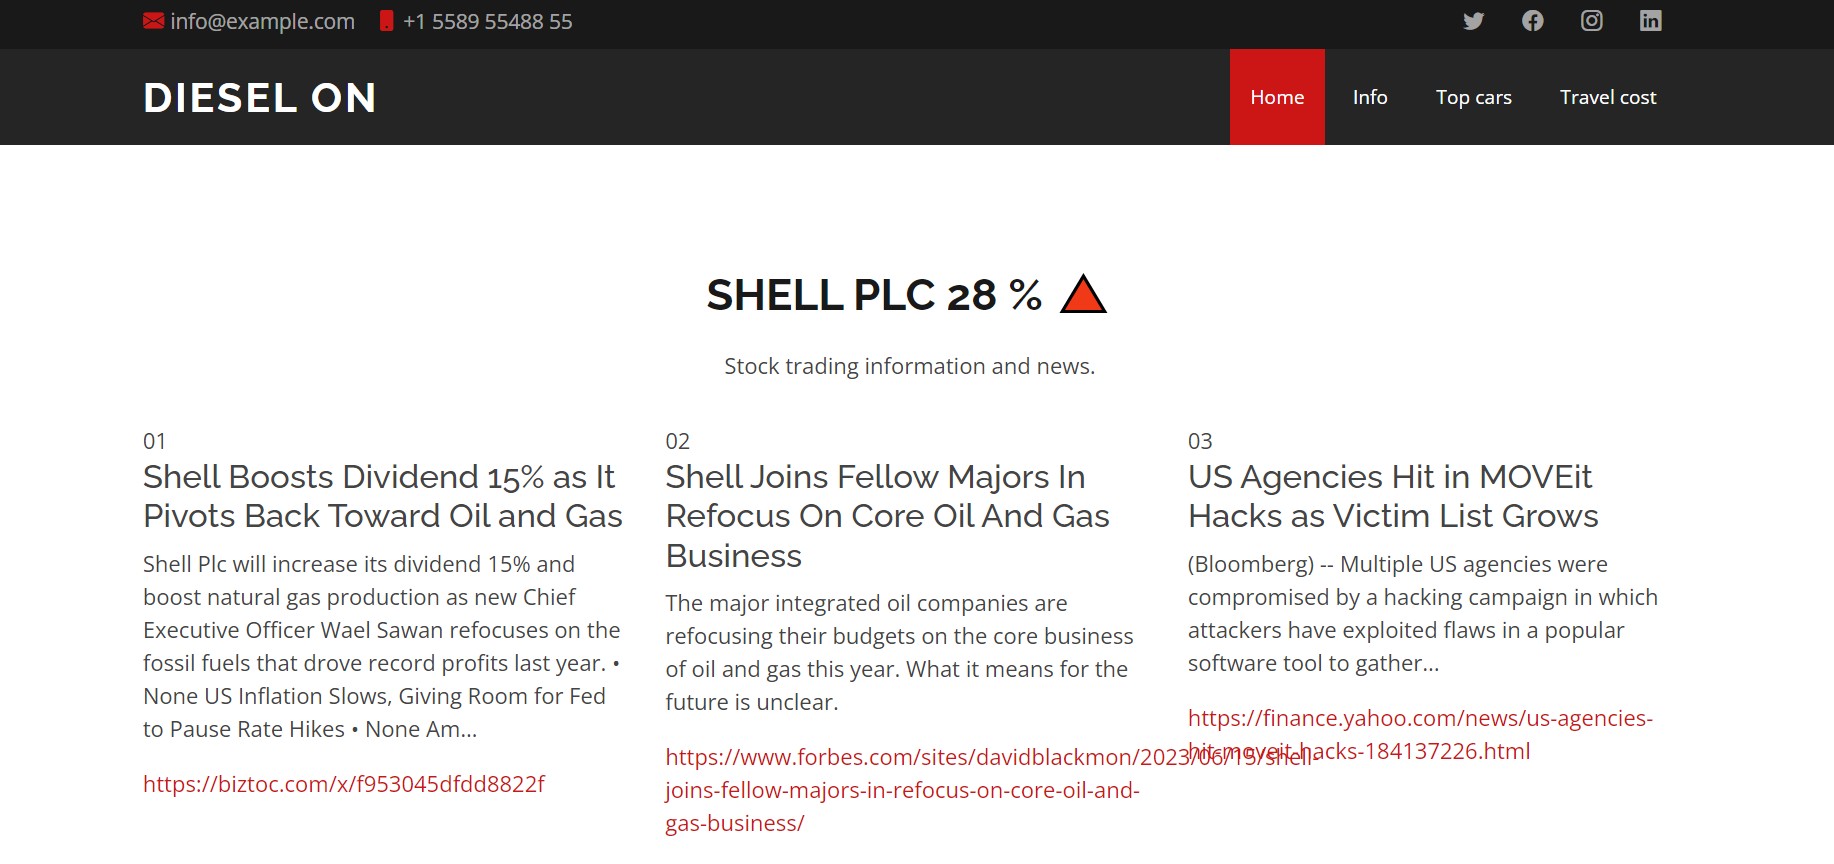 info@example.com +1 5589 55488 55
DIESEL ON
Home Info Top cars Travel cost
SHELL PLC 28 %
Stock trading information and news.
01
Shell Boosts Dividend 15% as It
Pivots Back Toward Oil and Gas
Shell Plc will increase its dividend 15% and
boost natural gas production as new Chief
Executive Officer Wael Sawan refocuses on the
fossil fuels that drove record profits last year. •
None US Inflation Slows, Giving Room for Fed
to Pause Rate Hikes • None Am...
https://biztoc.com/x/f953045dfdd8822f
02
Shell Joins Fellow Majors In
Refocus On Core Oil And Gas
Business
The major integrated oil companies are
refocusing their budgets on the core business
of oil and gas this year. What it means for the
future is unclear.
https://www.forbes.com/sites/davidblackmon/2023/06/15/shell-
joins-fellow-majors-in-refocus-on-core-oil-and-
gas-business/
03
US Agencies Hit in MOVEit
Hacks as Victim List Grows
(Bloomberg) -- Multiple US agencies were
compromised by a hacking campaign in which
attackers have exploited flaws in a popular
software tool to gather...
https://finance.yahoo.com/news/us-agencies-
hit-moveit-hacks-184137226.html